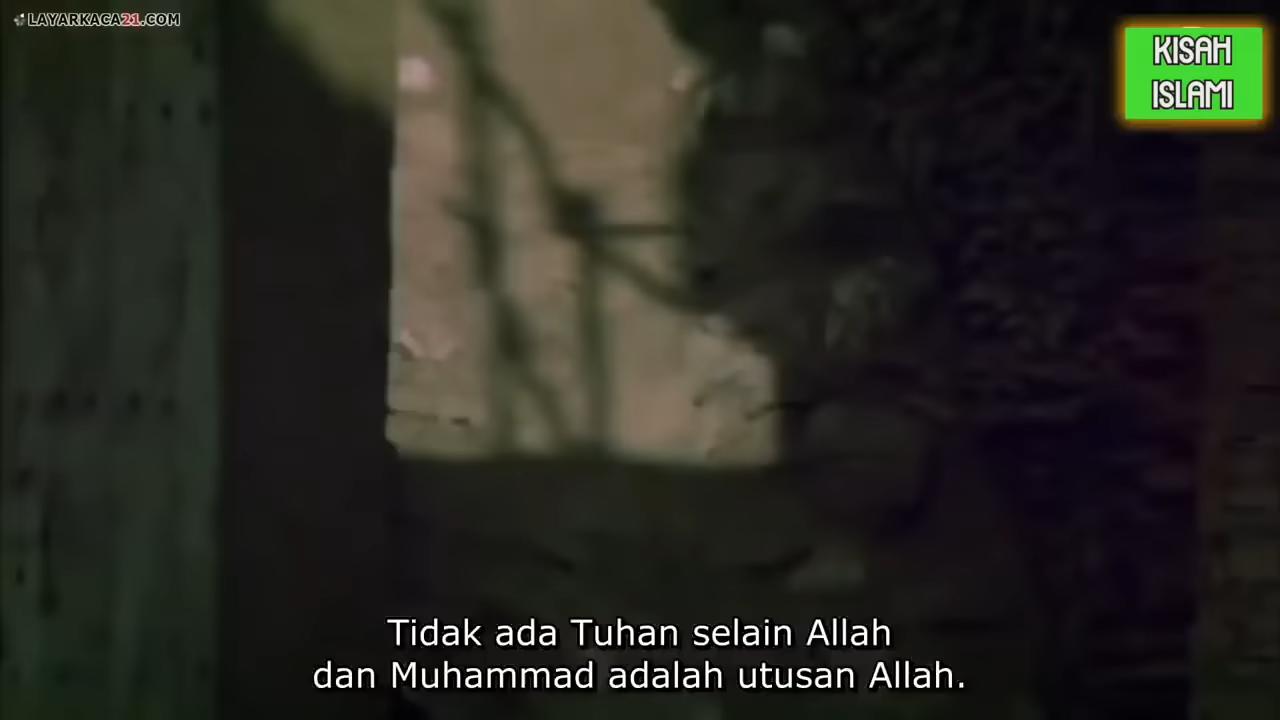 LAYARKACA21.COM
KISAH
ISLAMI
Tidak ada Tuhan selain Allah
dan Muhammad adalah utusan Allah.